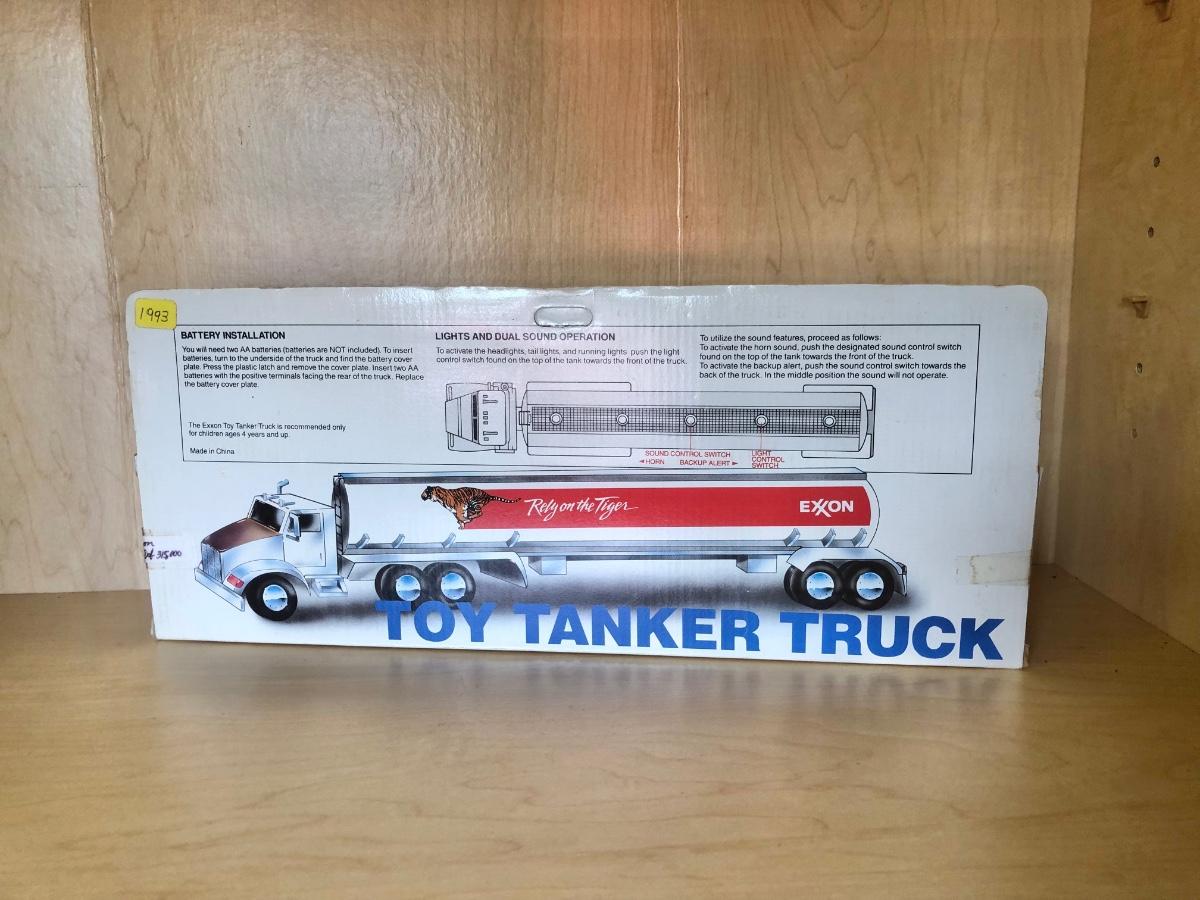 1993
BATTERY INSTALLATION
You will need two AA batteries (batteries are NOT included). To insert
batteries, turn to the underside of the truck and find the battery cover
plate. Press the plastic latch and remove the cover plate. Insert two AA
batteries with the positive terminals facing the rear of the truck. Replace
the battery cover plate.
The Exxon Toy Tanker Truck is recommended only
for children ages 4 years and up.
Made in China
LIGHTS AND DUAL SOUND OPERATION
To activate the headlights, tail lights, and running lights push the light
control switch found on the top of the tank towards the front of the truck.
To utilize the sound features, proceed as follows:
To activate the horn sound, push the designated sound control switch
found on the top of the tank towards the front of the truck.
To activate the backup alert, push the sound control switch towards the
back of the truck. In the middle position the sound will not operate.
SOUND CONTROL SWITCH
HORN BACKUP ALERT
LIGHT
CONTROL
SWITCH
Rely on the Tiger
EXXON
315,000
TOY TANKER TRUCK